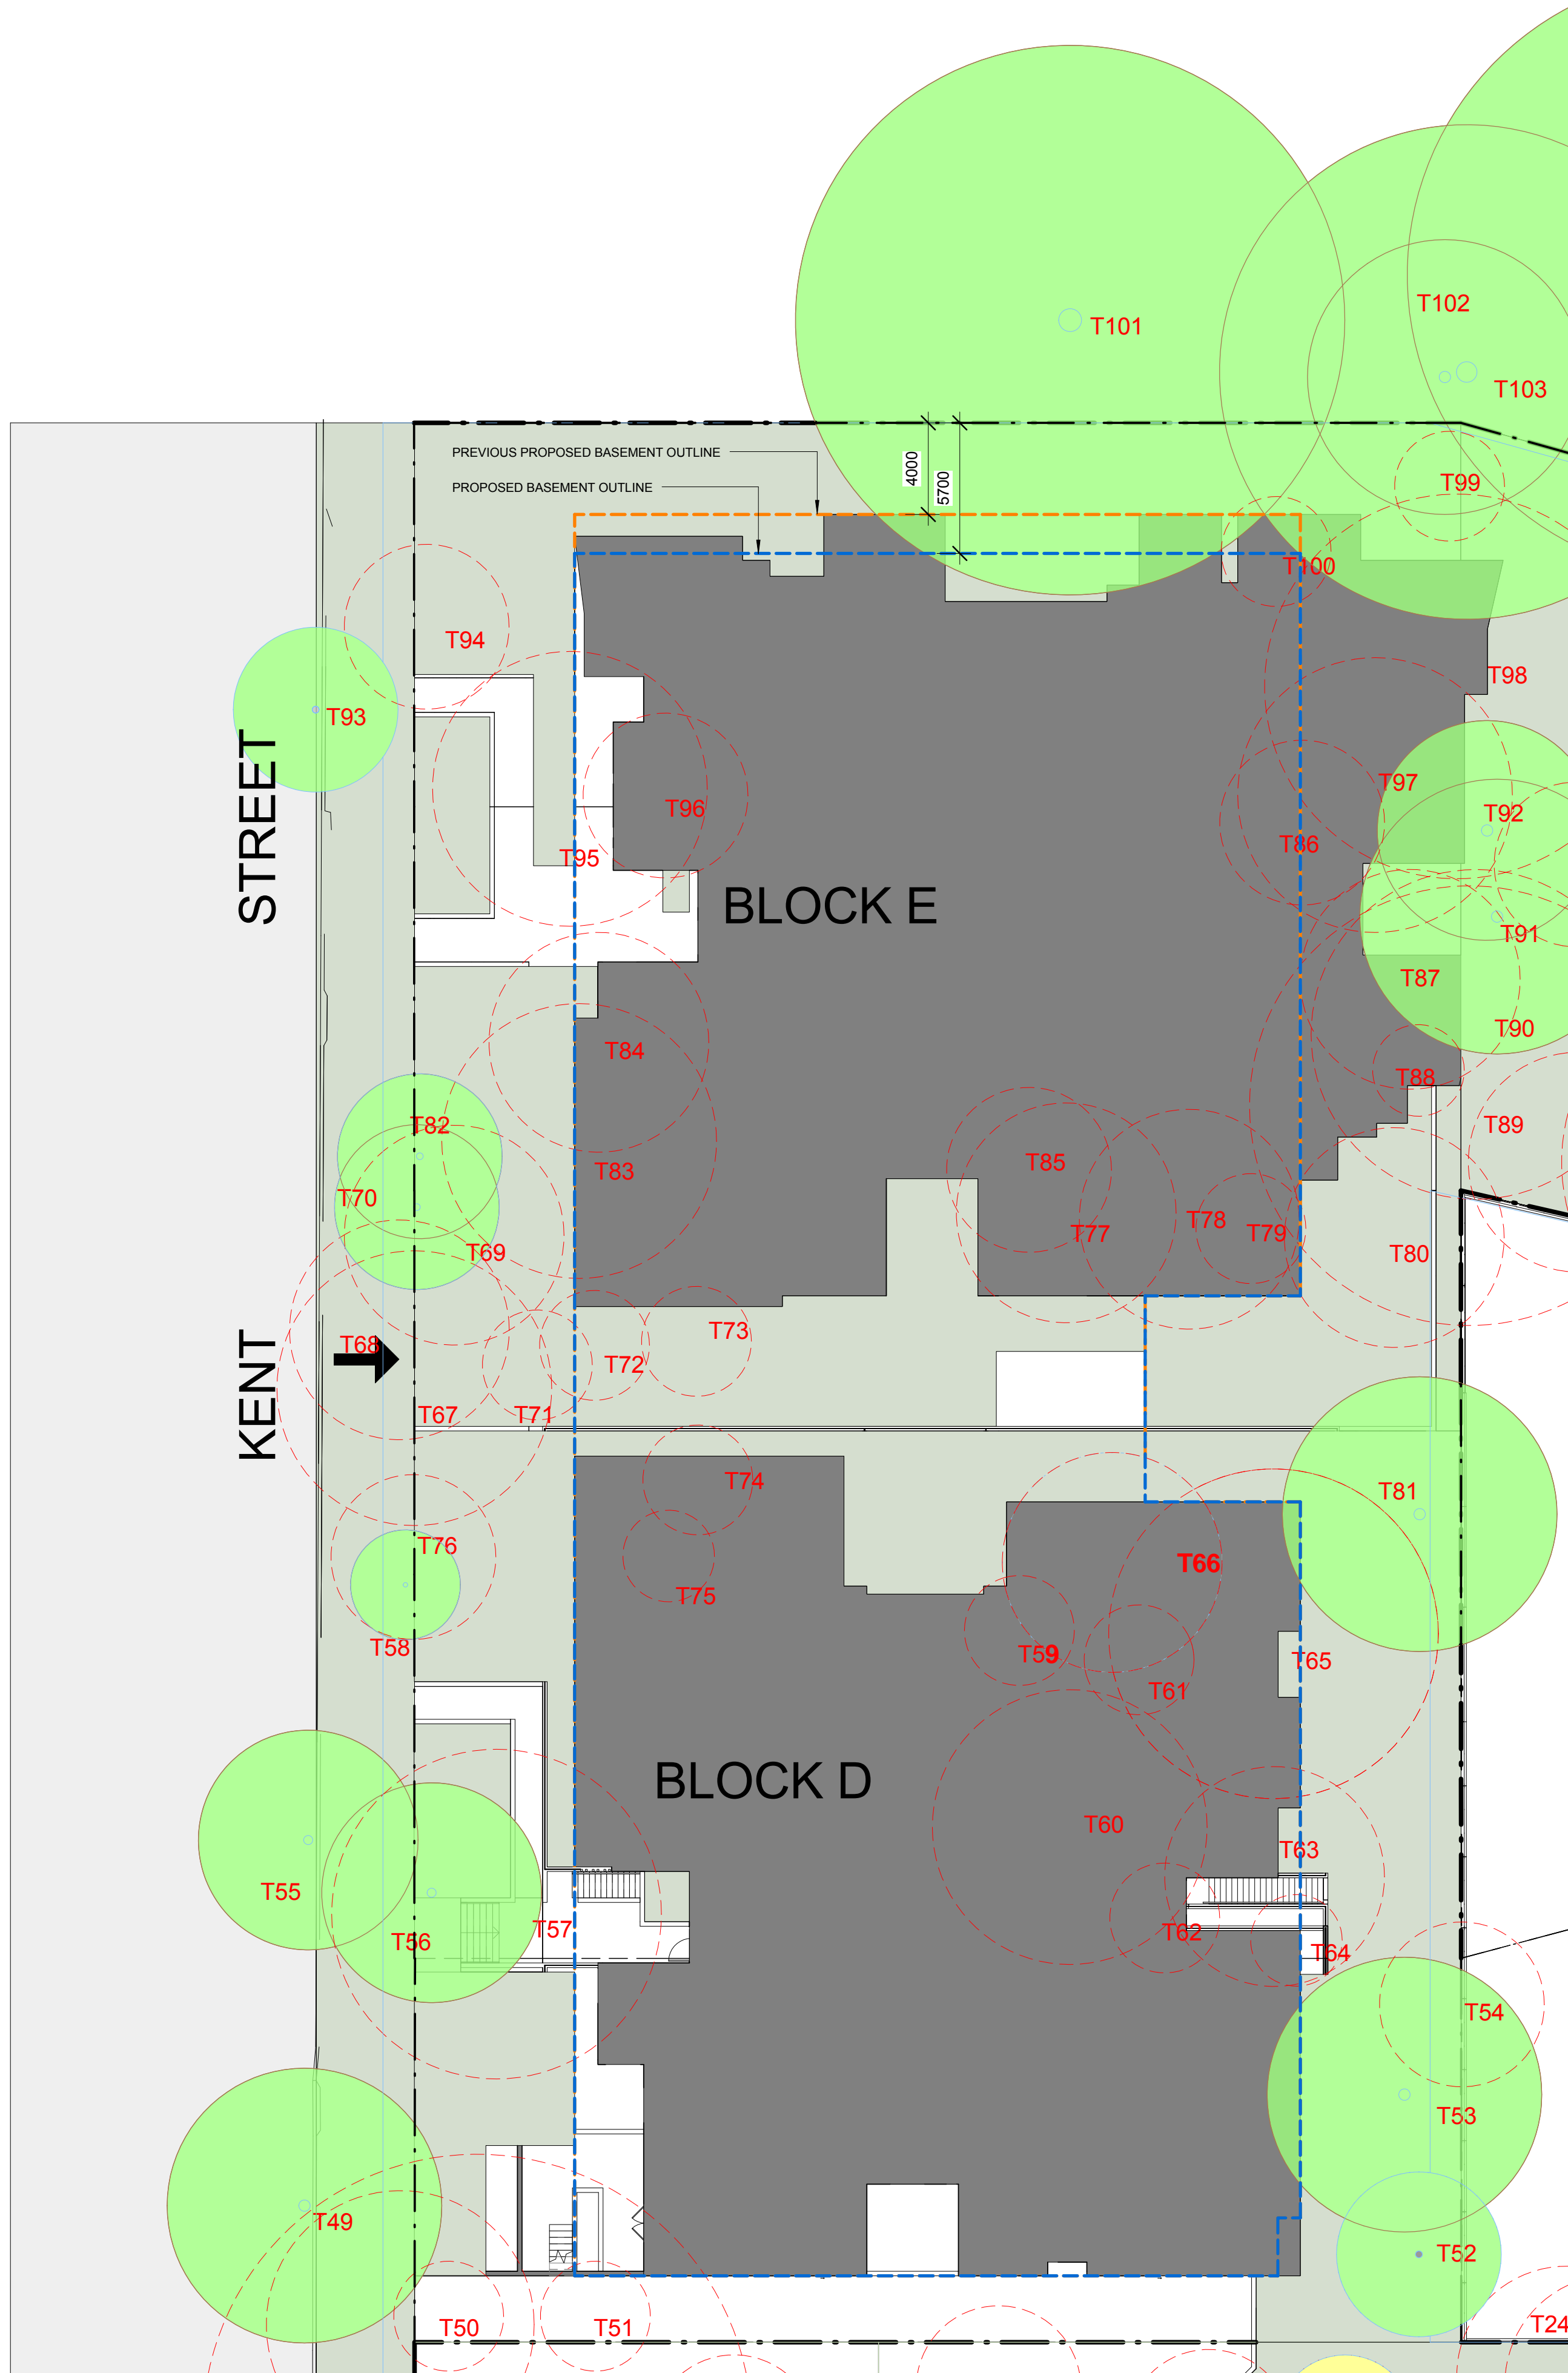 T102
T101
T103
PREVIOUS PROPOSED BASEMENT OUTLINE
4000
5700
PROPOSED BASEMENT OUTLINE
T99
T100
T94
T98
T93
T97
T96
T92
T86
T95
STREET
BLOCK E
T91
T87
T90
T84
T88
T82
T89
T85
T83
T70
T78
T77
T79
T69
T80
T73
T68
T72
KENT
T67
T71
T74
T81
T76
T66
T75
T58
T59
T65
T61
BLOCK D
T60
T63
T55
T57
T62
T56
T64
T54
T53
T49
T52
T50
T51
T24